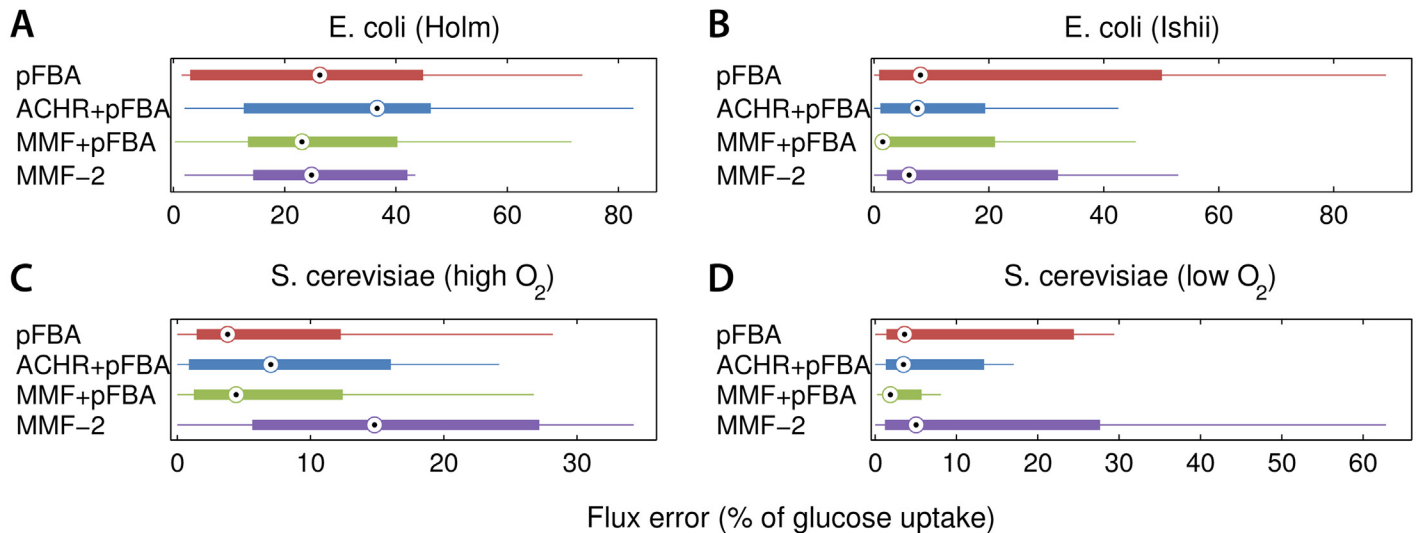 A
E. coli (Holm)
pFBA
ACHR+pFBA
MMF+pFBA
MMF−2
0 20 40 60 80
B
E. coli (Ishii)
pFBA
ACHR+pFBA
MMF+pFBA
MMF−2
0 20 40 60 80
C
S. cerevisiae (high O2)
pFBA
ACHR+pFBA
MMF+pFBA
MMF−2
0 10 20 30
D
S. cerevisiae (low O2)
pFBA
ACHR+pFBA
MMF+pFBA
MMF−2
0 10 20 30 40 50 60
Flux error (% of glucose uptake)